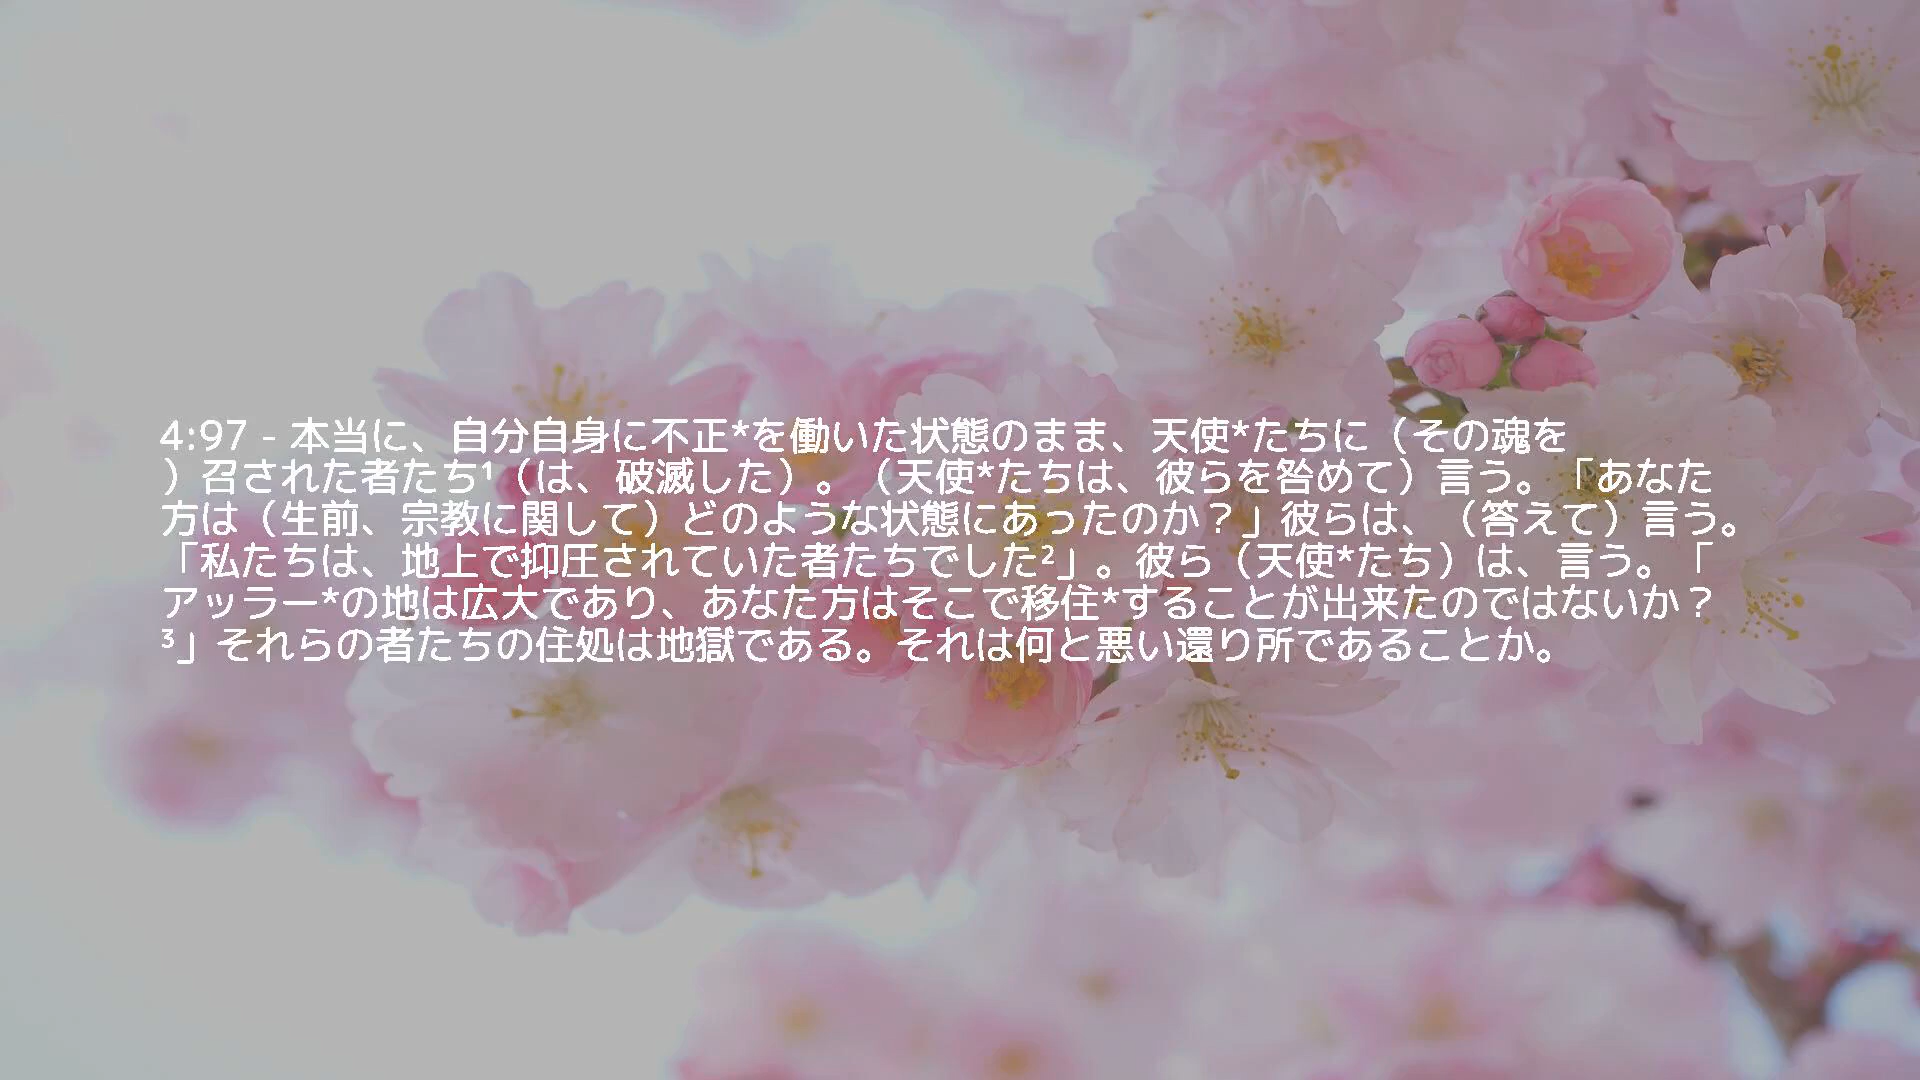 4:97 - 本当に、自分自身に不正*を働いた状態のまま、天使*たちに（その魂を
）召された者たち¹（は、破滅した）。（天使*たちは、彼らを咎めて）言う。「あなた
方は（生前、宗教に関して）どのような状態にあったのか？」彼らは、（答えて）言う。
「私たちは、地上で抑圧されていた者たちでした²」。彼ら（天使*たち）は、言う。「
アッラー*の地は広大であり、あなた方はそこで移住*することが出来たのではないか？
³」それらの者たちの住処は地獄である。それは何と悪い還り所であることか。